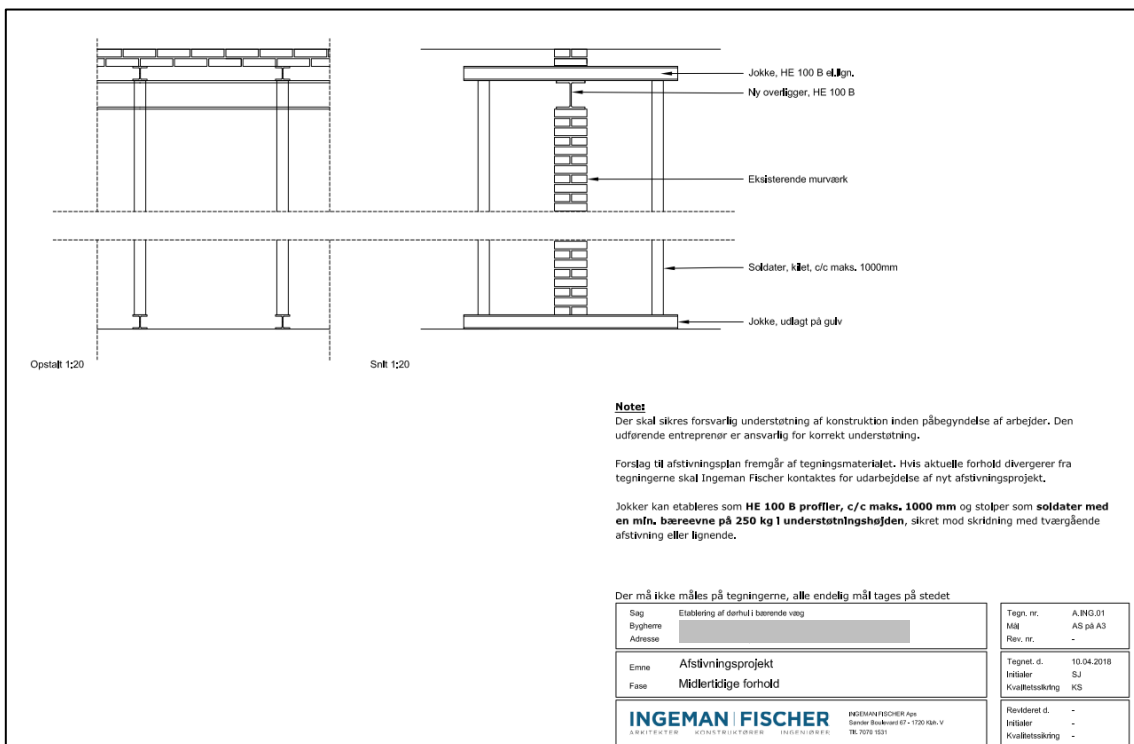 Jokke, HE 100 B el.lign.
Ny overligger, HE 100 B
Eksisterende murværk
Soldater, kilet, c/c maks. 1000mm
Jokke, udlagt på gulv
Opstalt 1:20
Snit 1:20
Note:
Der skal sikres forsvarlig understøtning af konstruktion inden påbegyndelse af arbejder. Den
udførende entreprenør er ansvarlig for korrekt understøtning.
Forslag til afstivningsplan fremgår af tegningsmaterialet. Hvis aktuelle forhold divergerer fra
tegningerne skal Ingeman Fischer kontaktes for udarbejdelse af nyt afstivningsprojekt.
Jokker kan etableres som HE 100 B profiler, c/c maks. 1000 mm og stolper som soldater med
en min. bæreevne på 250 kg i understøtningshøjden, sikret mod skridning med tværgående
afstivning eller lignende.
Der må ikke måles på tegningerne, alle endelig mål tages på stedet
Sag Etablering af dørhul i bærende væg
Bygherre
Adresse
Emne Afstivningsprojekt
Fase Midlertidige forhold
INGEMAN FISCHER
ARKITEKTER KONSTRUKTØRER INGENIØRER
INGEMAN FISCHER Aps
Sønder Boulevard 67 - 1720 Kbh. V
Tlf. 7070 1531
Tegn. nr. A.ING.01
Mål AS på A3
Rev. nr. -
Tegnet. d. 10.04.2018
Initialer SJ
Kvalitetssikring KS
Revideret d. -
Initialer -
Kvalitetssikring -